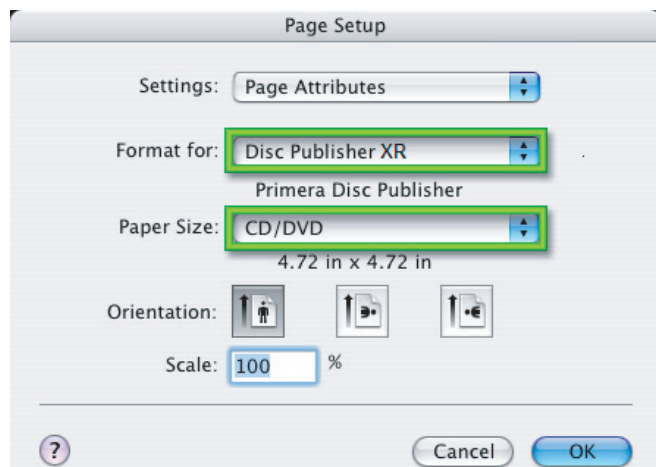 Page Setup
Settings: Page Attributes
Format for: Disc Publisher XR
Primera Disc Publisher
Paper Size: CD/DVD
4.72 in x 4.72 in
Orientation:
Scale: 100 %
? Cancel OK